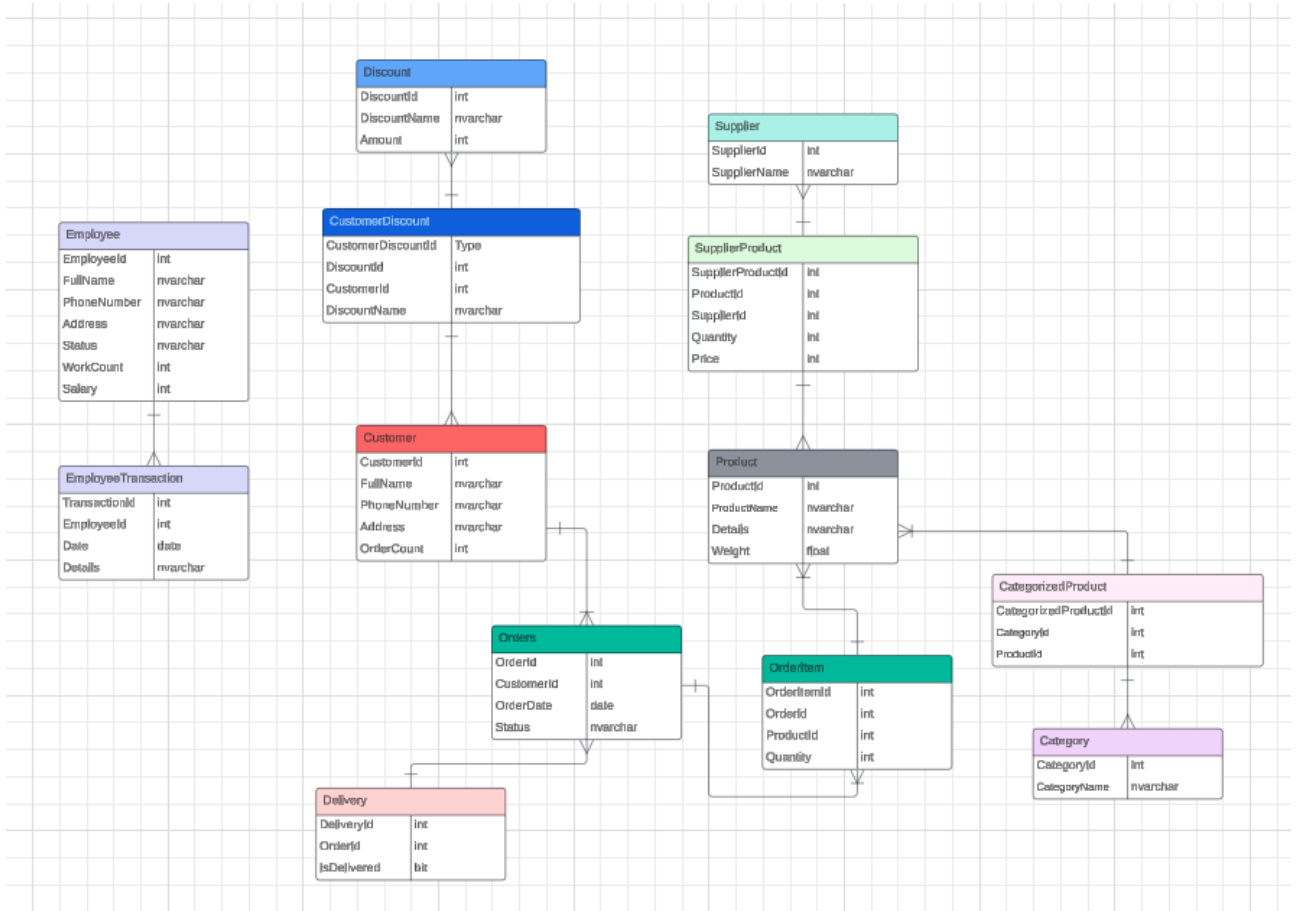 Discount
DiscountId int
DiscountName nvarchar
Amount int
Supplier
SupplierId int
SupplierName nvarchar
Employee
EmployeeId int
FullName nvarchar
PhoneNumber nvarchar
Address nvarchar
Status nvarchar
WorkCount int
Salary int
CustomerDiscount
CustomerDiscountId Type
DiscountId int
CustomerId int
DiscountName nvarchar
SupplierProduct
SupplierProductId int
ProductId int
SupplierId int
Quantity int
Price int
EmployeeTransaction
TransactionId int
EmployeeId int
Date date
Details nvarchar
Customer
CustomerId int
FullName nvarchar
PhoneNumber nvarchar
Address nvarchar
OrderCount int
Product
ProductId int
ProductName nvarchar
Details nvarchar
Weight float
CategorizedProduct
CategorizedProductId int
CategoryId int
ProductId int
Orders
OrderId int
CustomerId int
OrderDate date
Status nvarchar
OrderItem
OrderItemId int
OrderId int
ProductId int
Quantity int
Category
CategoryId int
CategoryName nvarchar
Delivery
DeliveryId int
OrderId int
IsDelivered bit